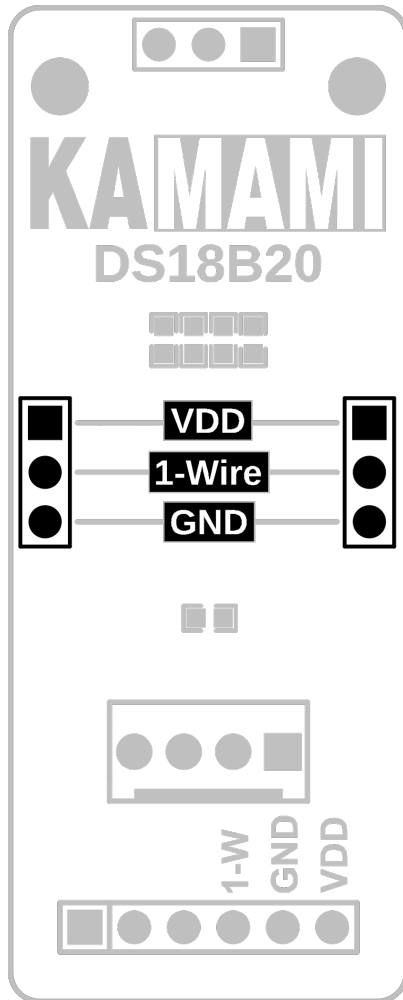 KAMAMI
DS18B20
VDD
1-Wire
GND
1-W
GND
VDD